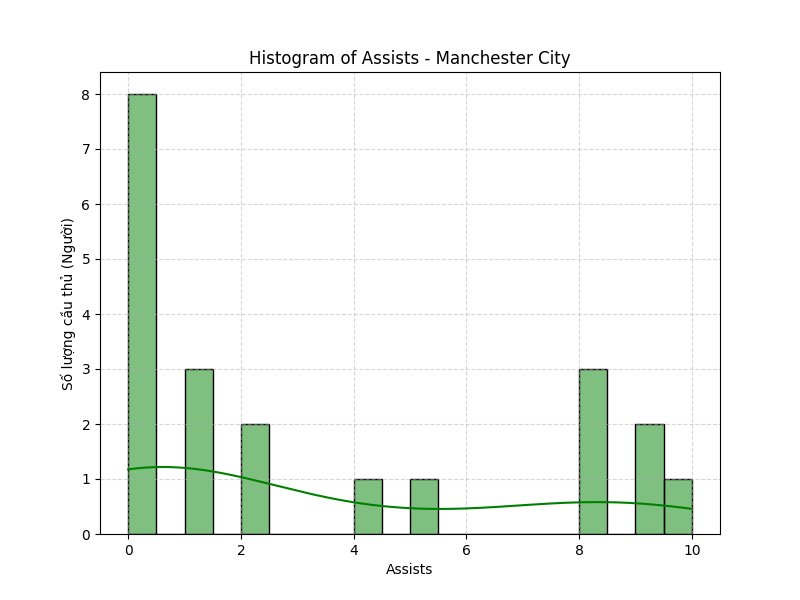 Histogram of Assists - Manchester City
Số lượng cầu thủ (Người)
8
7
6
5
4
3
2
1
0
0 2 4 6 8 10
Assists